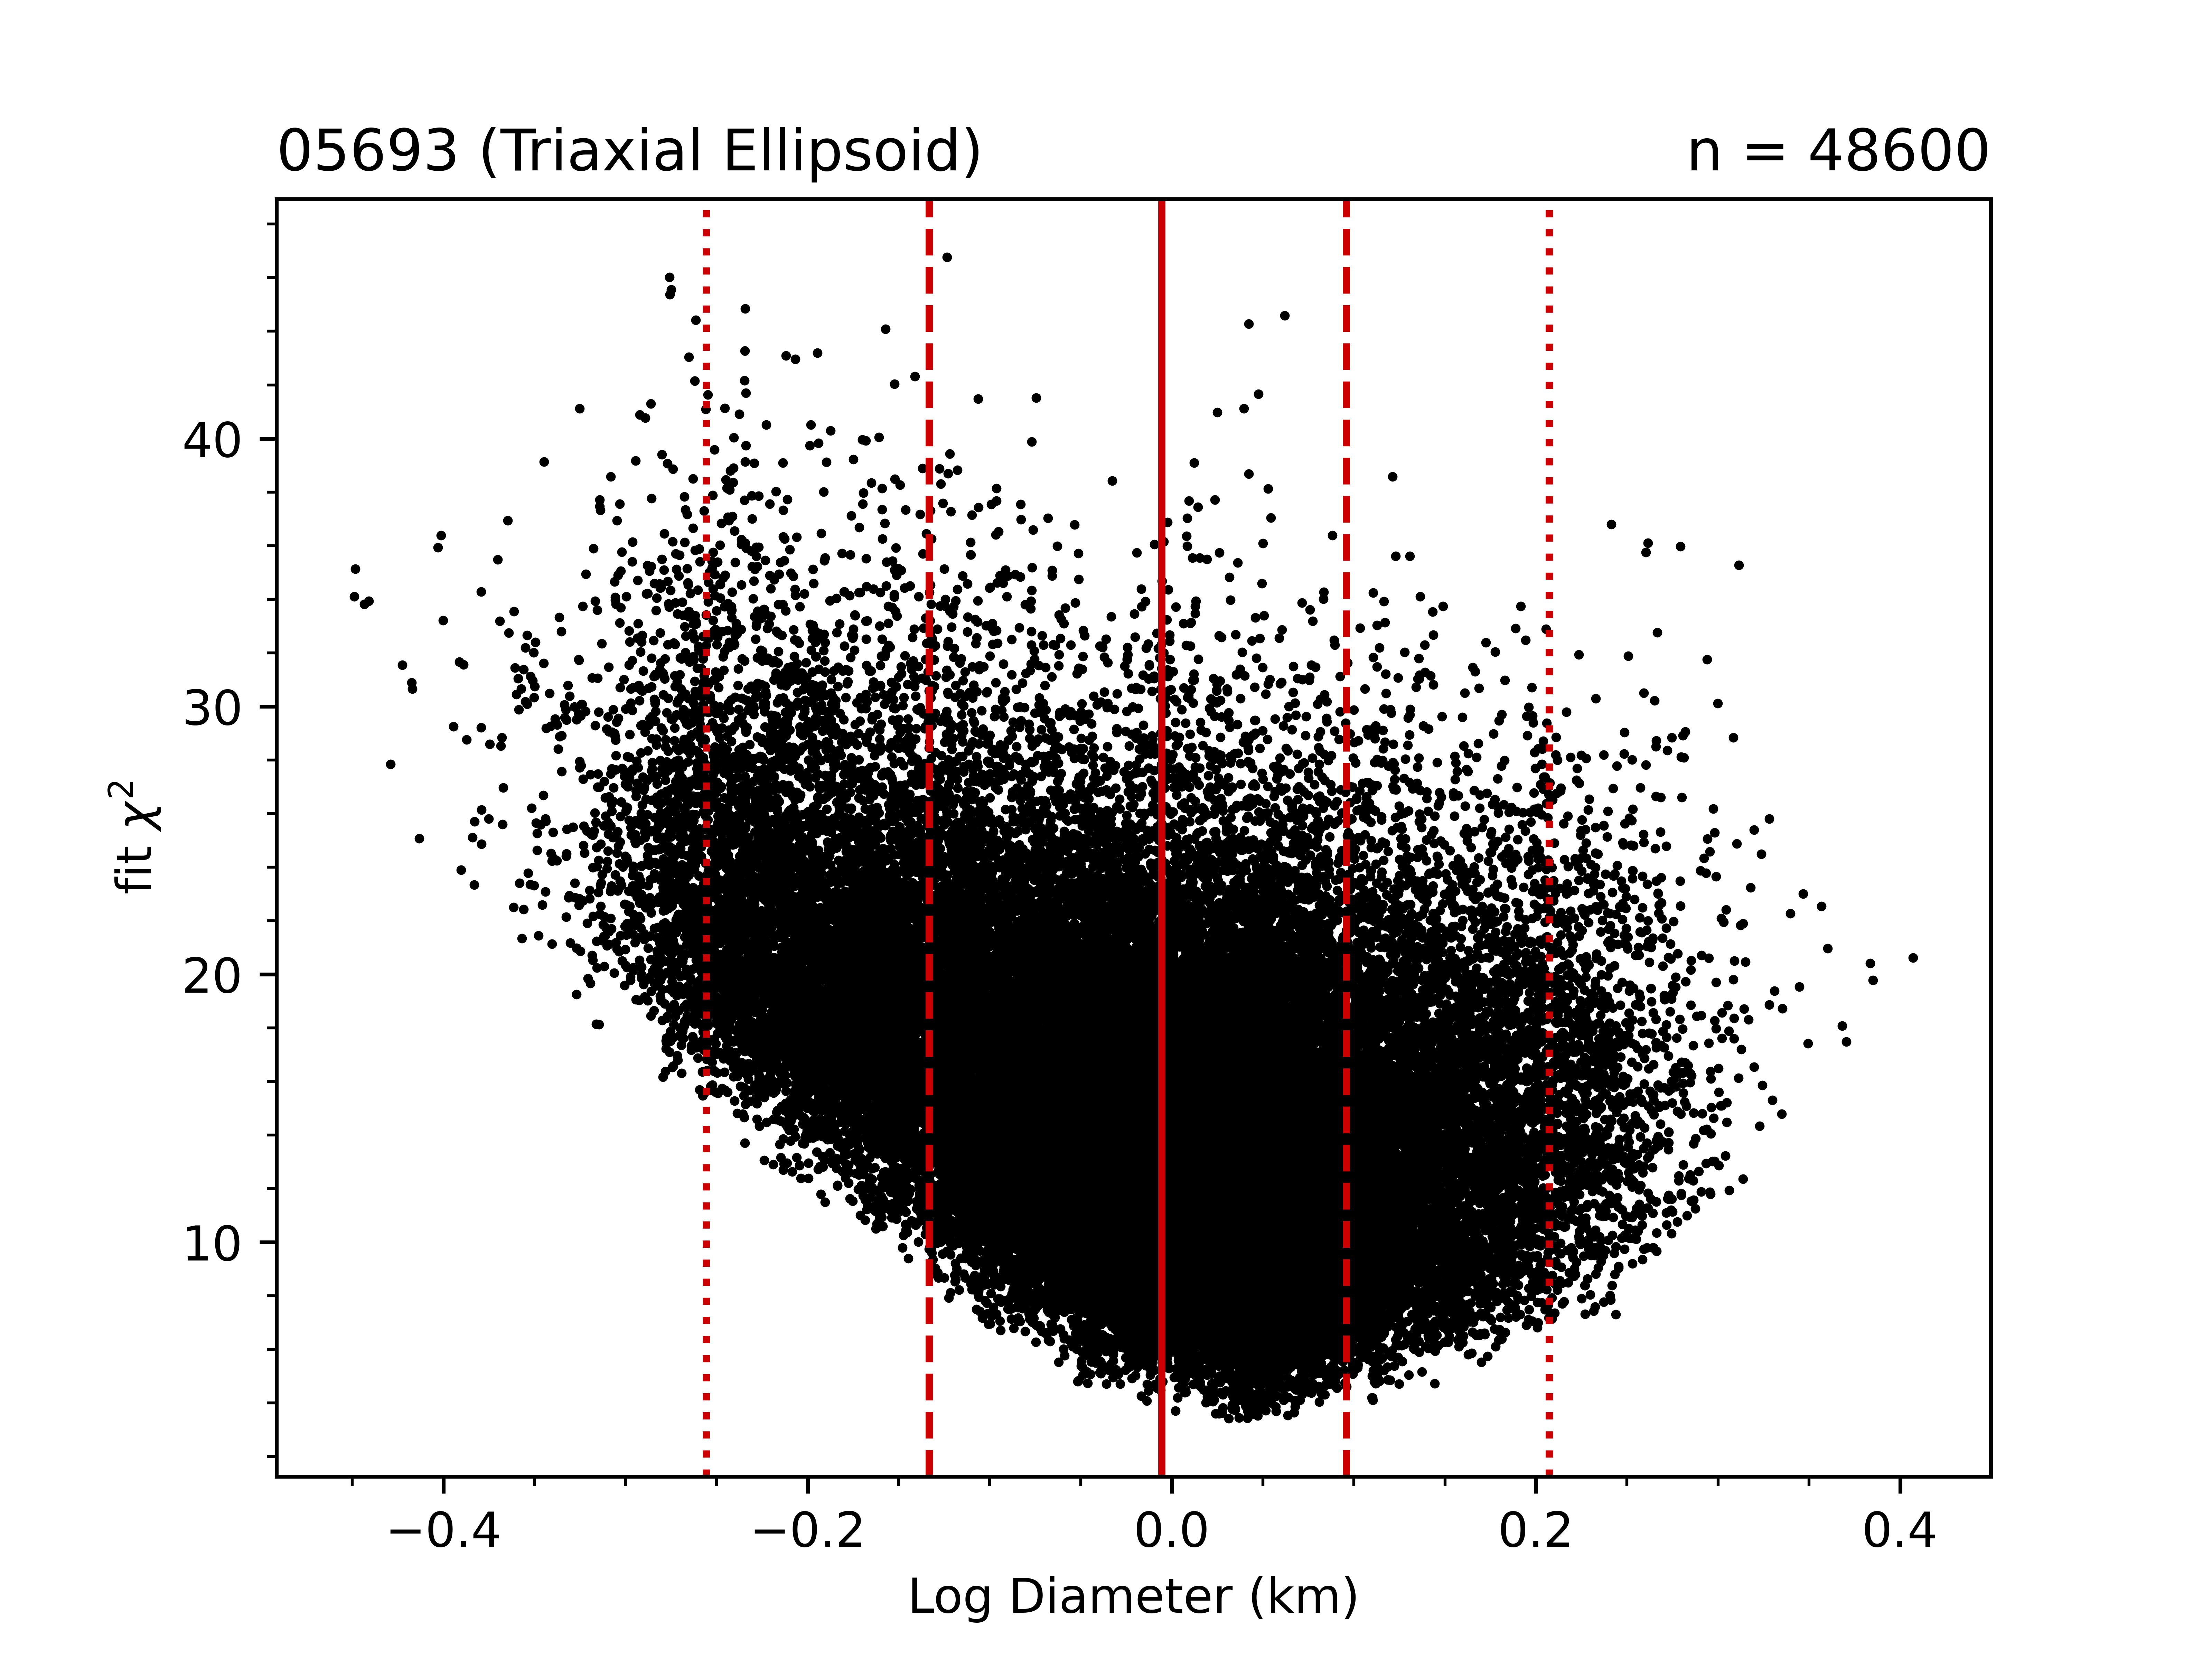 05693 (Triaxial Ellipsoid)
n = 48600
40
30
20
10
fit χ²
−0.4
−0.2
0.0
0.2
0.4
Log Diameter (km)